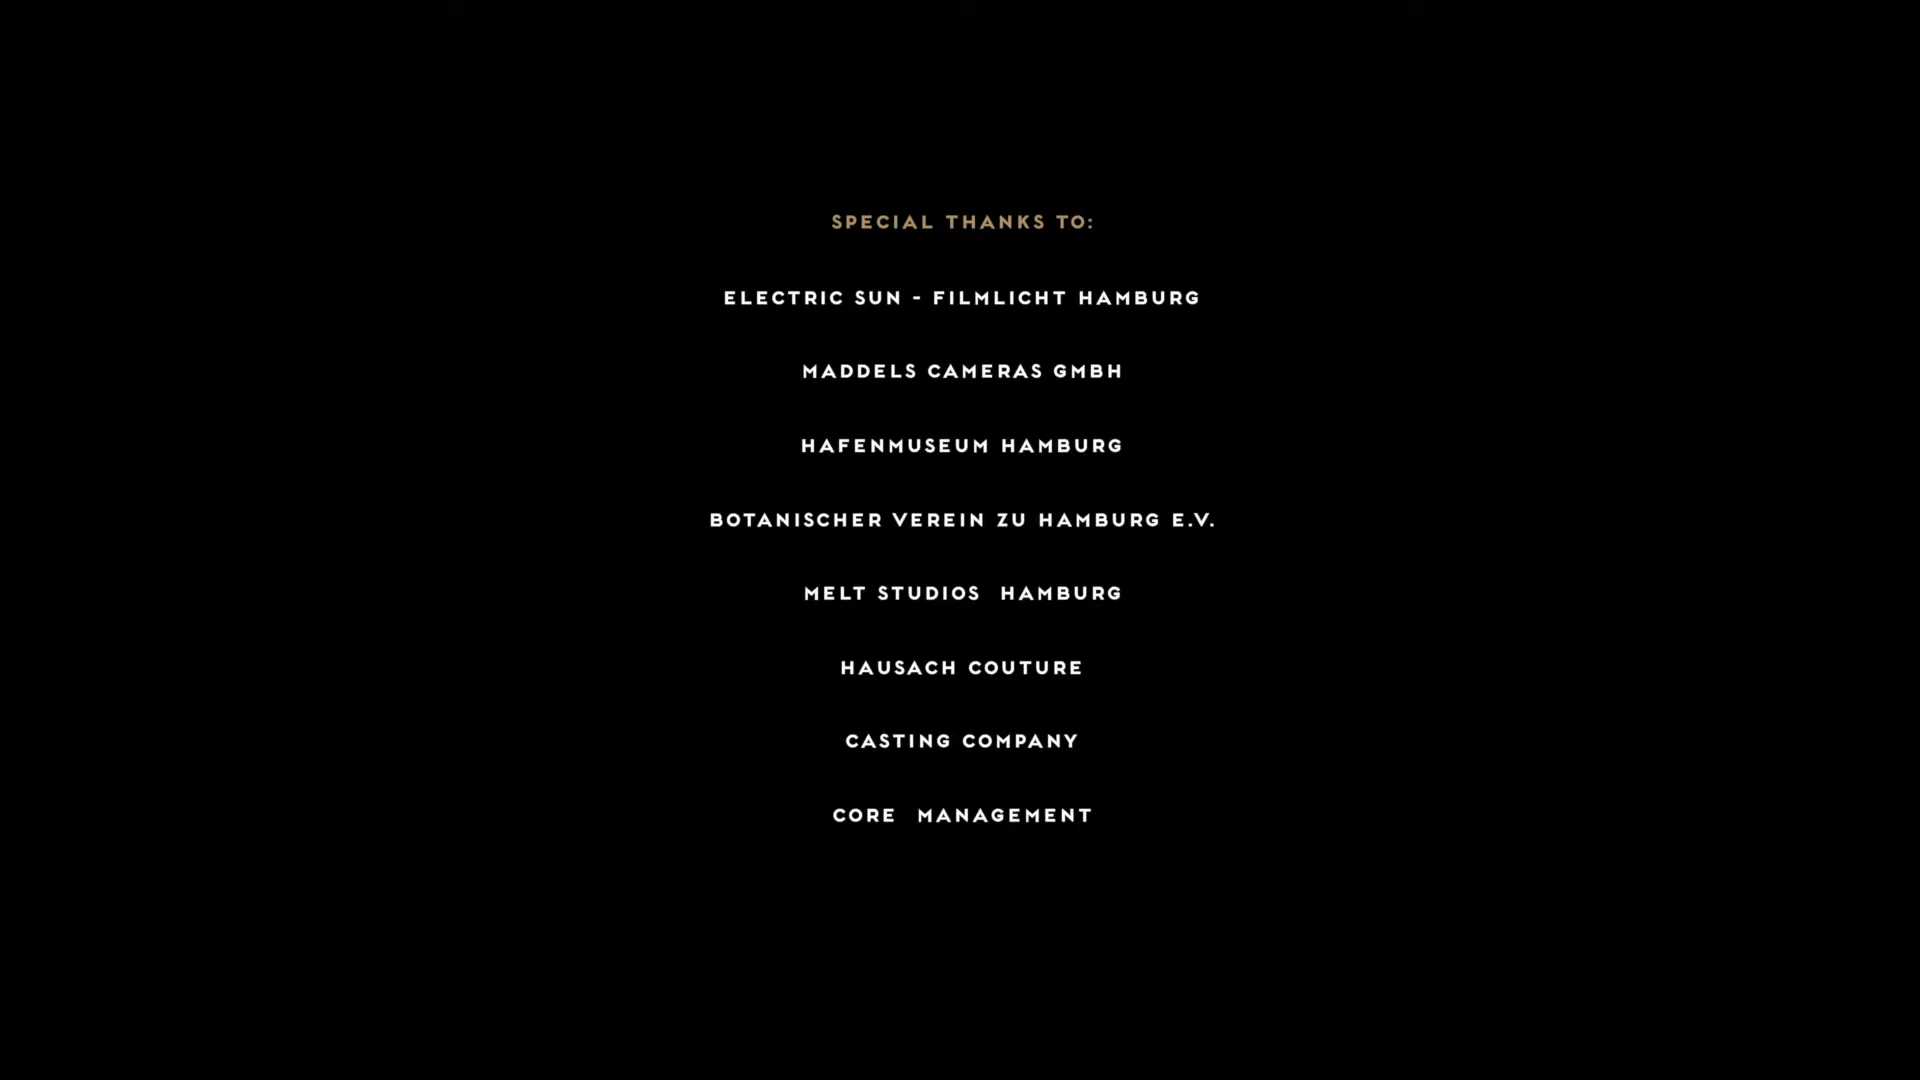 SPECIAL THANKS TO:
ELECTRIC SUN - FILMLICHT HAMBURG
MADDELS CAMERAS GMBH
HAFENMUSEUM HAMBURG
BOTANISCHER VEREIN ZU HAMBURG E.V.
MELT STUDIOS HAMBURG
HAUSACH COUTURE
CASTING COMPANY
CORE MANAGEMENT